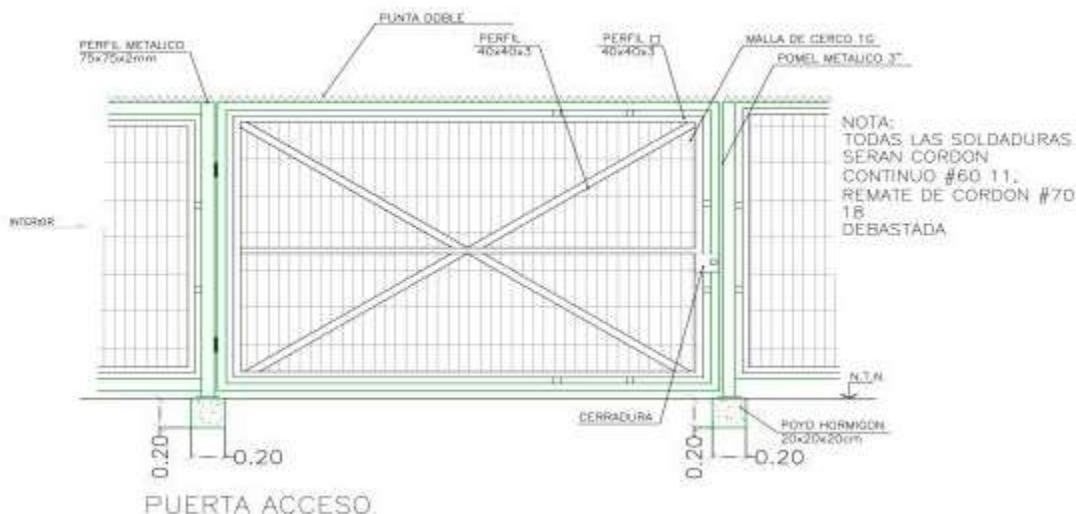 PUNTA DOBLE
PERFIL METALICO
75x75x2mm
PERFIL
40x40x3
PERFIL
40x40x3
MALLA DE CERCO 1G
POMEL METALICO 3"
NOTA:
TODAS LAS SOLDADURAS
SERAN CORDON
CONTINUO #60 11,
REMATE DE CORDON #70
18
DEBASTADA
INTERIOR
N.T.N.
CERRADURA
POYO HORMIGON
20x20x20cm
0.20
0.20
0.20
0.20
PUERTA ACCESO